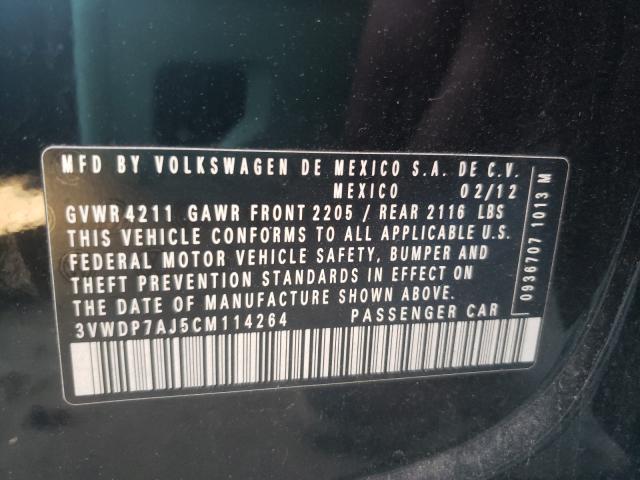 MFD BY VOLKSWAGEN DE MEXICO S.A. DE C.V.
MEXICO 02/12
GVWR 4211 GAWR FRONT 2205 / REAR 2116 LBS
THIS VEHICLE CONFORMS TO ALL APPLICABLE U.S.
FEDERAL MOTOR VEHICLE SAFETY, BUMPER AND
THEFT PREVENTION STANDARDS IN EFFECT ON
THE DATE OF MANUFACTURE SHOWN ABOVE.
3VWDP7AJ5CM114264 PASSENGER CAR
0936707 1013 M